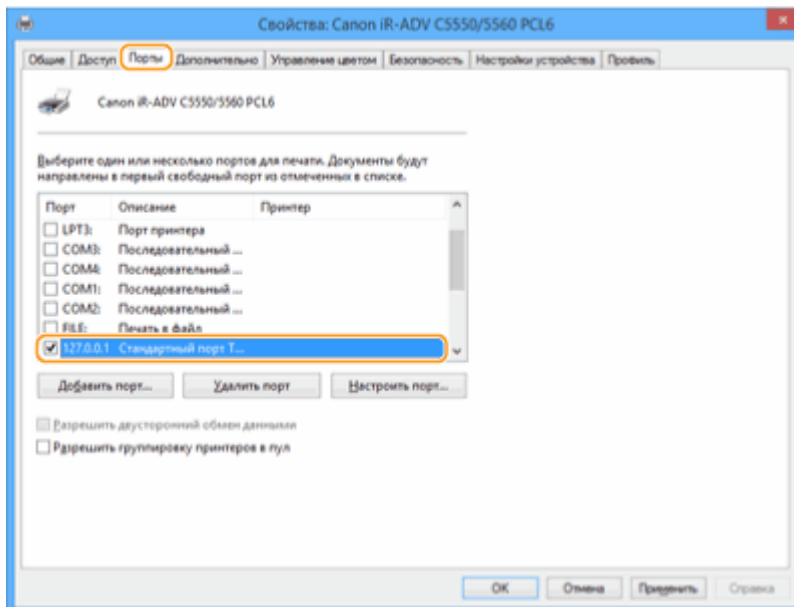 Свойства: Canon iR-ADV C5550/5560 PCL6
Общие Доступ Порты Дополнительно Управление цветом Безопасность Настройки устройства Профиль
Canon iR-ADV C5550/5560 PCL6
Выберите один или несколько портов для печати. Документы будут
направлены в первый свободный порт из отмеченных в списке.
Порт Описание Принтер
LPT3: Порт принтера
COM3: Последовательный ...
COM4: Последовательный ...
COM1: Последовательный ...
COM2: Последовательный ...
FILE: Печать в файл
127.0.0.1 Стандартный порт T...
Добавить порт... Удалить порт Настроить порт...
Разрешить двусторонний обмен данными
Разрешить группировку принтеров в пул
OK Отмена Применить Справка